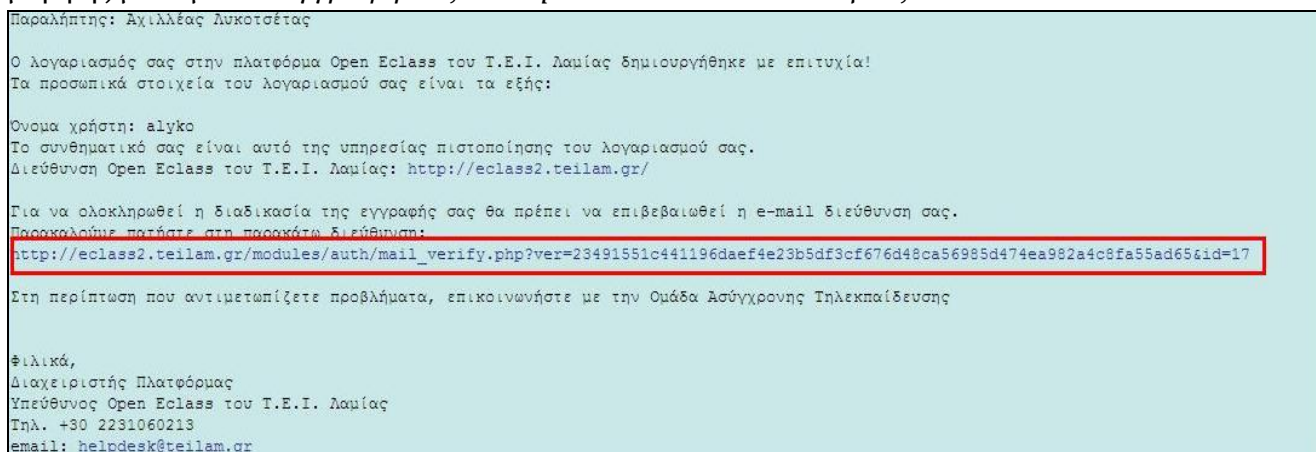 Παραλήπτης: Αχιλλέας Λυκοτσέτας
Ο λογαριασμός σας στην πλατφόρμα Open Eclass του Τ.Ε.Ι. Λαμίας δημιουργήθηκε με επιτυχία!
Τα προσωπικά στοιχεία του λογαριασμού σας είναι τα εξής:
Όνομα χρήστη: alyko
Το συνθηματικό σας είναι αυτό της υπηρεσίας πιστοποίησης του λογαριασμού σας.
Διεύθυνση Open Eclass του Τ.Ε.Ι. Λαμίας: http://eclass2.teilam.gr/
Για να ολοκληρωθεί η διαδικασία της εγγραφής σας θα πρέπει να επιβεβαιωθεί η e-mail διεύθυνση σας.
Παρακαλούμε πατήστε στη παρακάτω διεύθυνση:
http://eclass2.teilam.gr/modules/auth/mail_verify.php?ver=23491551c441196daef4e23b5df3cf676d48ca56985d474ea982a4c8fa55ad65&id=17
Στη περίπτωση που αντιμετωπίζετε προβλήματα, επικοινωνήστε με την Ομάδα Ασύγχρονης Τηλεκπαίδευσης
Φιλικά,
Διαχειριστής Πλατφόρμας
Υπεύθυνος Open Eclass του Τ.Ε.Ι. Λαμίας
Τηλ. +30 2231060213
email: helpdesk@teilam.gr